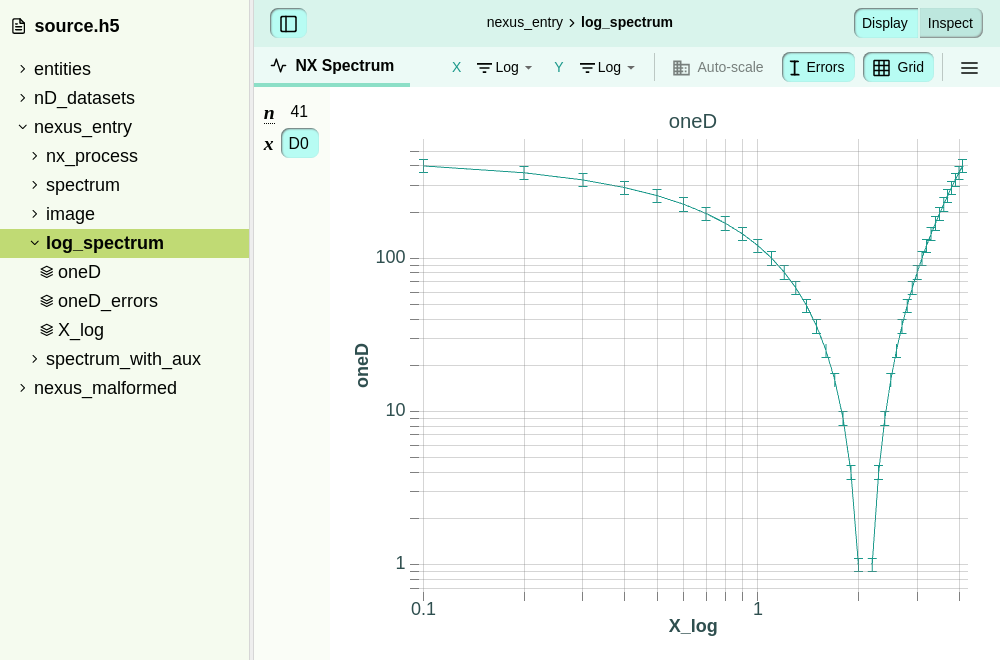 source.h5
entities
nD_datasets
nexus_entry
nx_process
spectrum
image
log_spectrum
oneD
oneD_errors
X_log
spectrum_with_aux
nexus_malformed
nexus_entry › log_spectrum
Display
Inspect
NX Spectrum
X
Log
Y
Log
Auto-scale
Errors
Grid
n 41
x D0
oneD
100
10
1
oneD
0.1
1
X_log